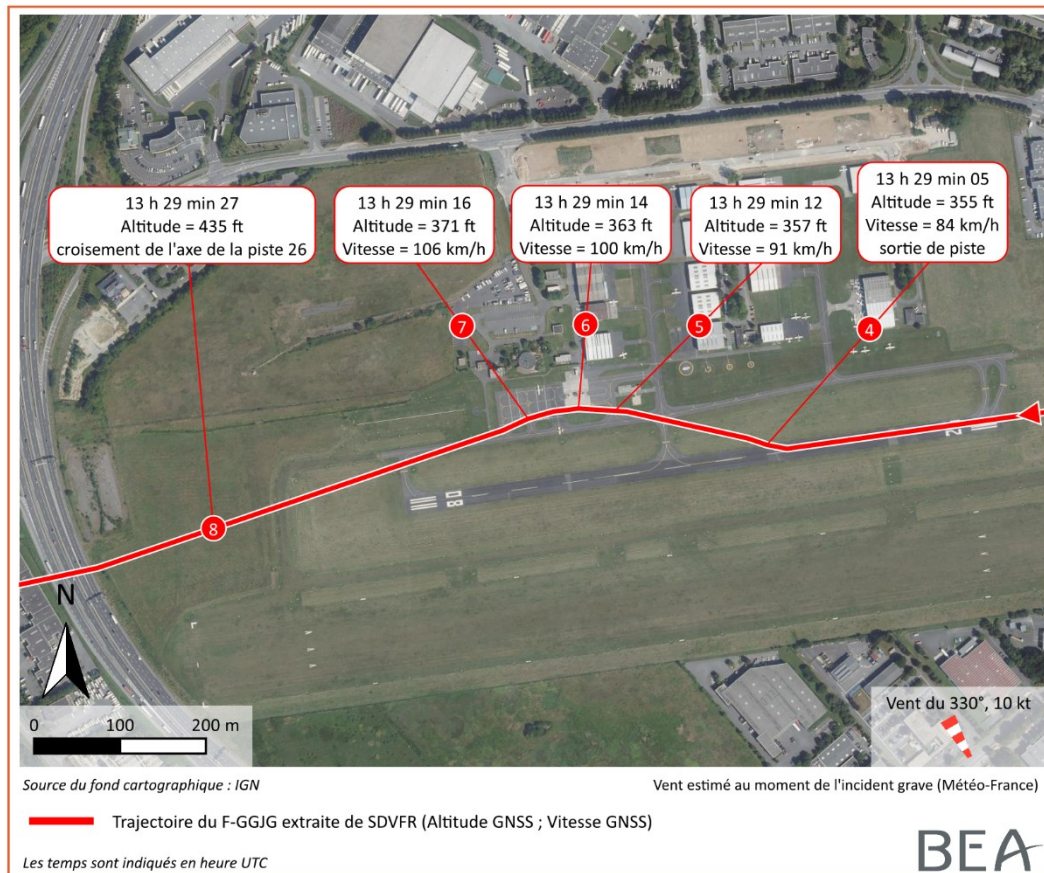 13 h 29 min 27
Altitude = 435 ft
croisement de l'axe de la piste 26
13 h 29 min 16
Altitude = 371 ft
Vitesse = 106 km/h
13 h 29 min 14
Altitude = 363 ft
Vitesse = 100 km/h
13 h 29 min 12
Altitude = 357 ft
Vitesse = 91 km/h
13 h 29 min 05
Altitude = 355 ft
Vitesse = 84 km/h
sortie de piste
7
6
5
4
8
08
N
0 100 200 m
Vent du 330°, 10 kt
Source du fond cartographique : IGN
Vent estimé au moment de l'incident grave (Météo-France)
Trajectoire du F-GGJG extraite de SDVFR (Altitude GNSS ; Vitesse GNSS)
Les temps sont indiqués en heure UTC
BEA